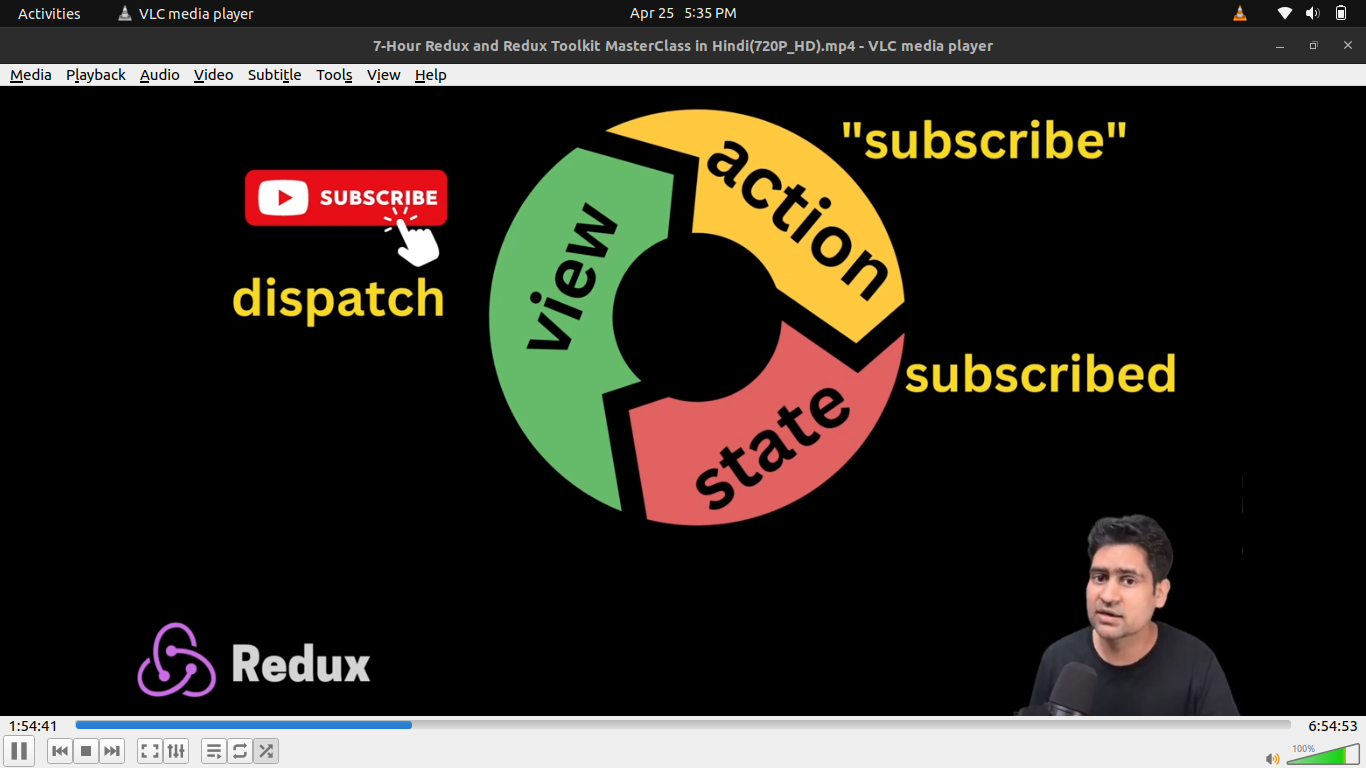 Activities
VLC media player
Apr 25 5:35 PM
7-Hour Redux and Redux Toolkit MasterClass in Hindi(720P_HD).mp4 - VLC media player
Media Playback Audio Video Subtitle Tools View Help
"subscribe"
action
SUBSCRIBE
view
dispatch
subscribed
state
Redux
1:54:41
6:54:53
100%